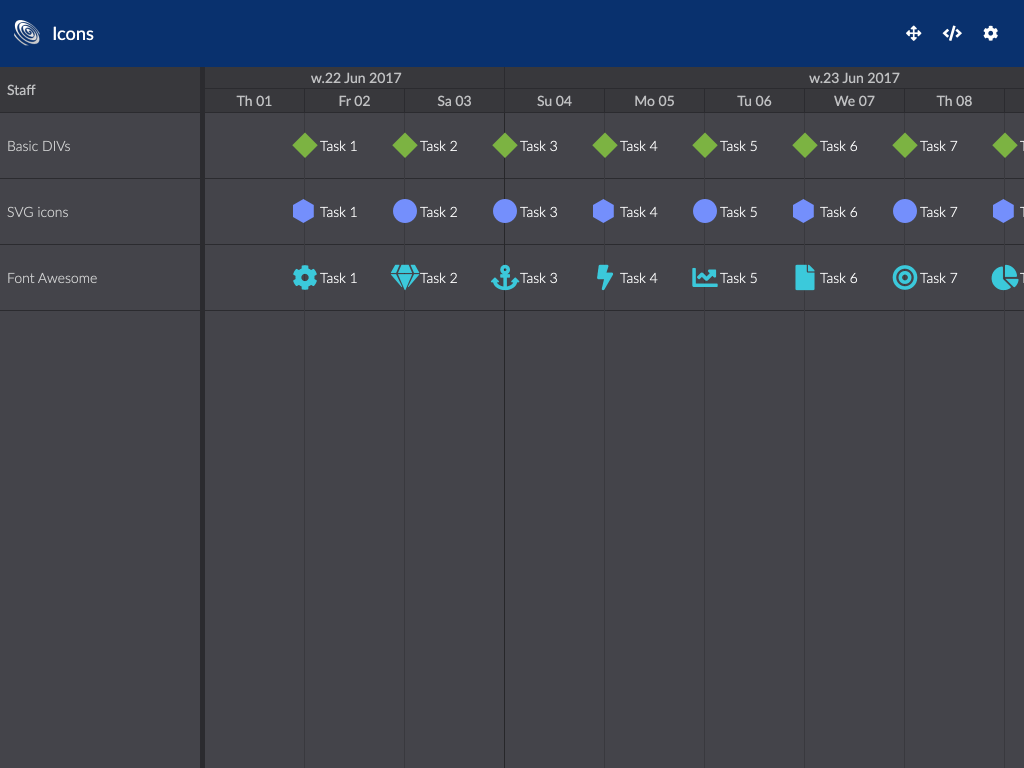 Icons
Staff
w.22 Jun 2017 w.23 Jun 2017
Th 01 Fr 02 Sa 03 Su 04 Mo 05 Tu 06 We 07 Th 08
Basic DIVs Task 1 Task 2 Task 3 Task 4 Task 5 Task 6 Task 7
SVG icons Task 1 Task 2 Task 3 Task 4 Task 5 Task 6 Task 7
Font Awesome Task 1 Task 2 Task 3 Task 4 Task 5 Task 6 Task 7